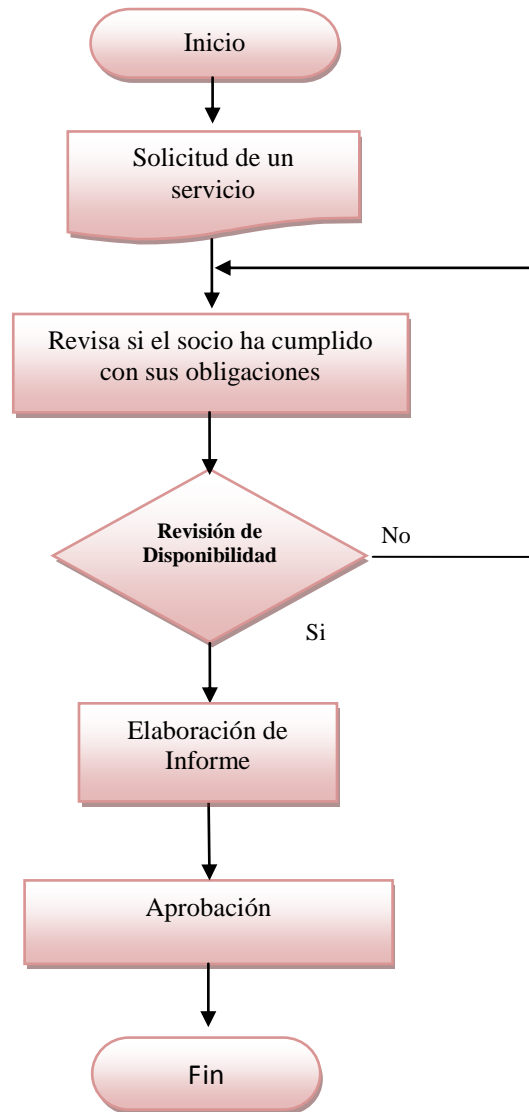 Inicio
Solicitud de un
servicio
Revisa si el socio ha cumplido
con sus obligaciones
Revisión de
Disponibilidad
No
Si
Elaboración de
Informe
Aprobación
Fin